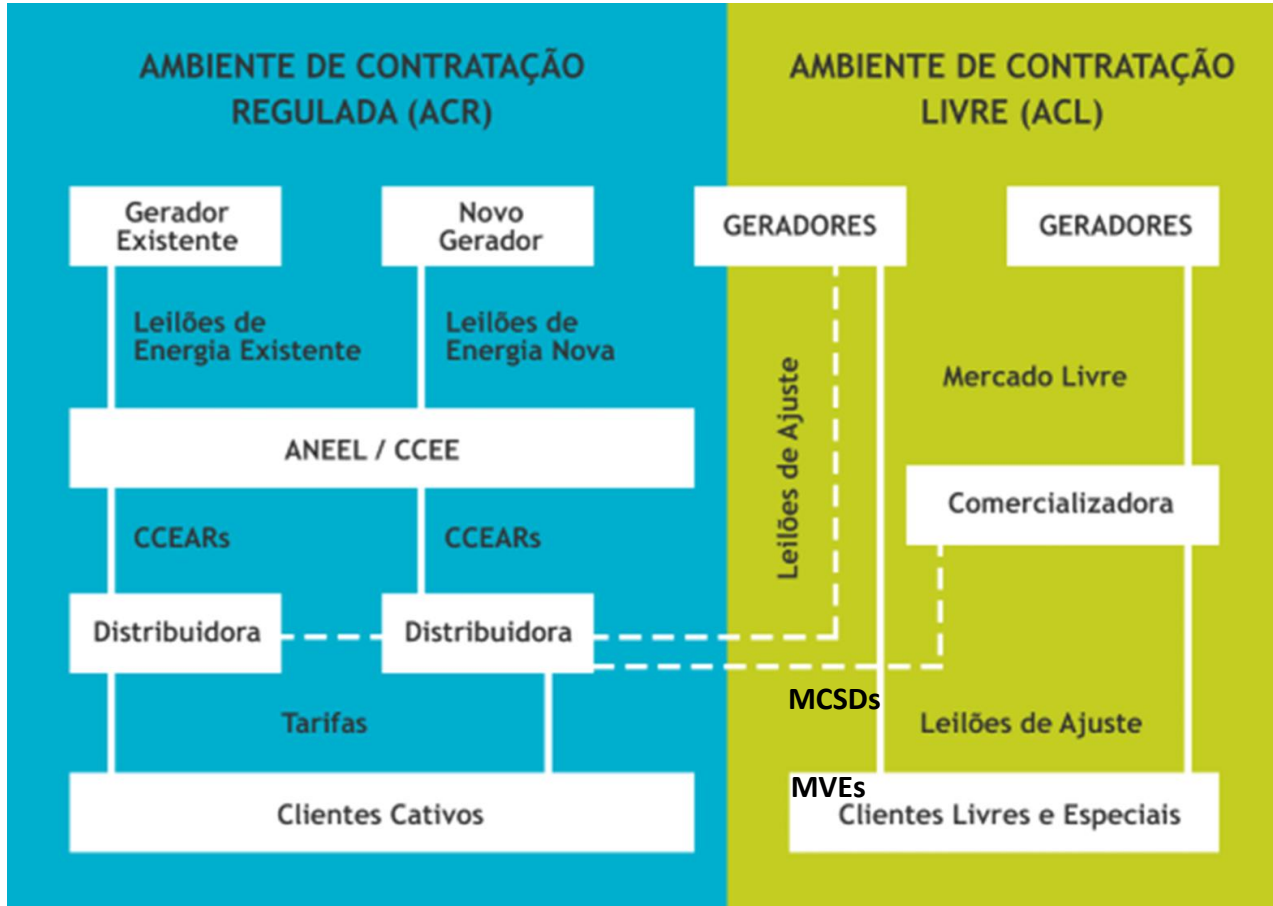 AMBIENTE DE CONTRATAÇÃO
REGULADA (ACR)
AMBIENTE DE CONTRATAÇÃO
LIVRE (ACL)
Gerador
Existente
Novo
Gerador
GERADORES
GERADORES
Leilões de
Energia Existente
Leilões de
Energia Nova
Leilões de Ajuste
Mercado Livre
ANEEL / CCEE
Comercializadora
CCEARs
CCEARs
Distribuidora
Distribuidora
MCSDs
Tarifas
Leilões de Ajuste
MVEs
Clientes Cativos
Clientes Livres e Especiais